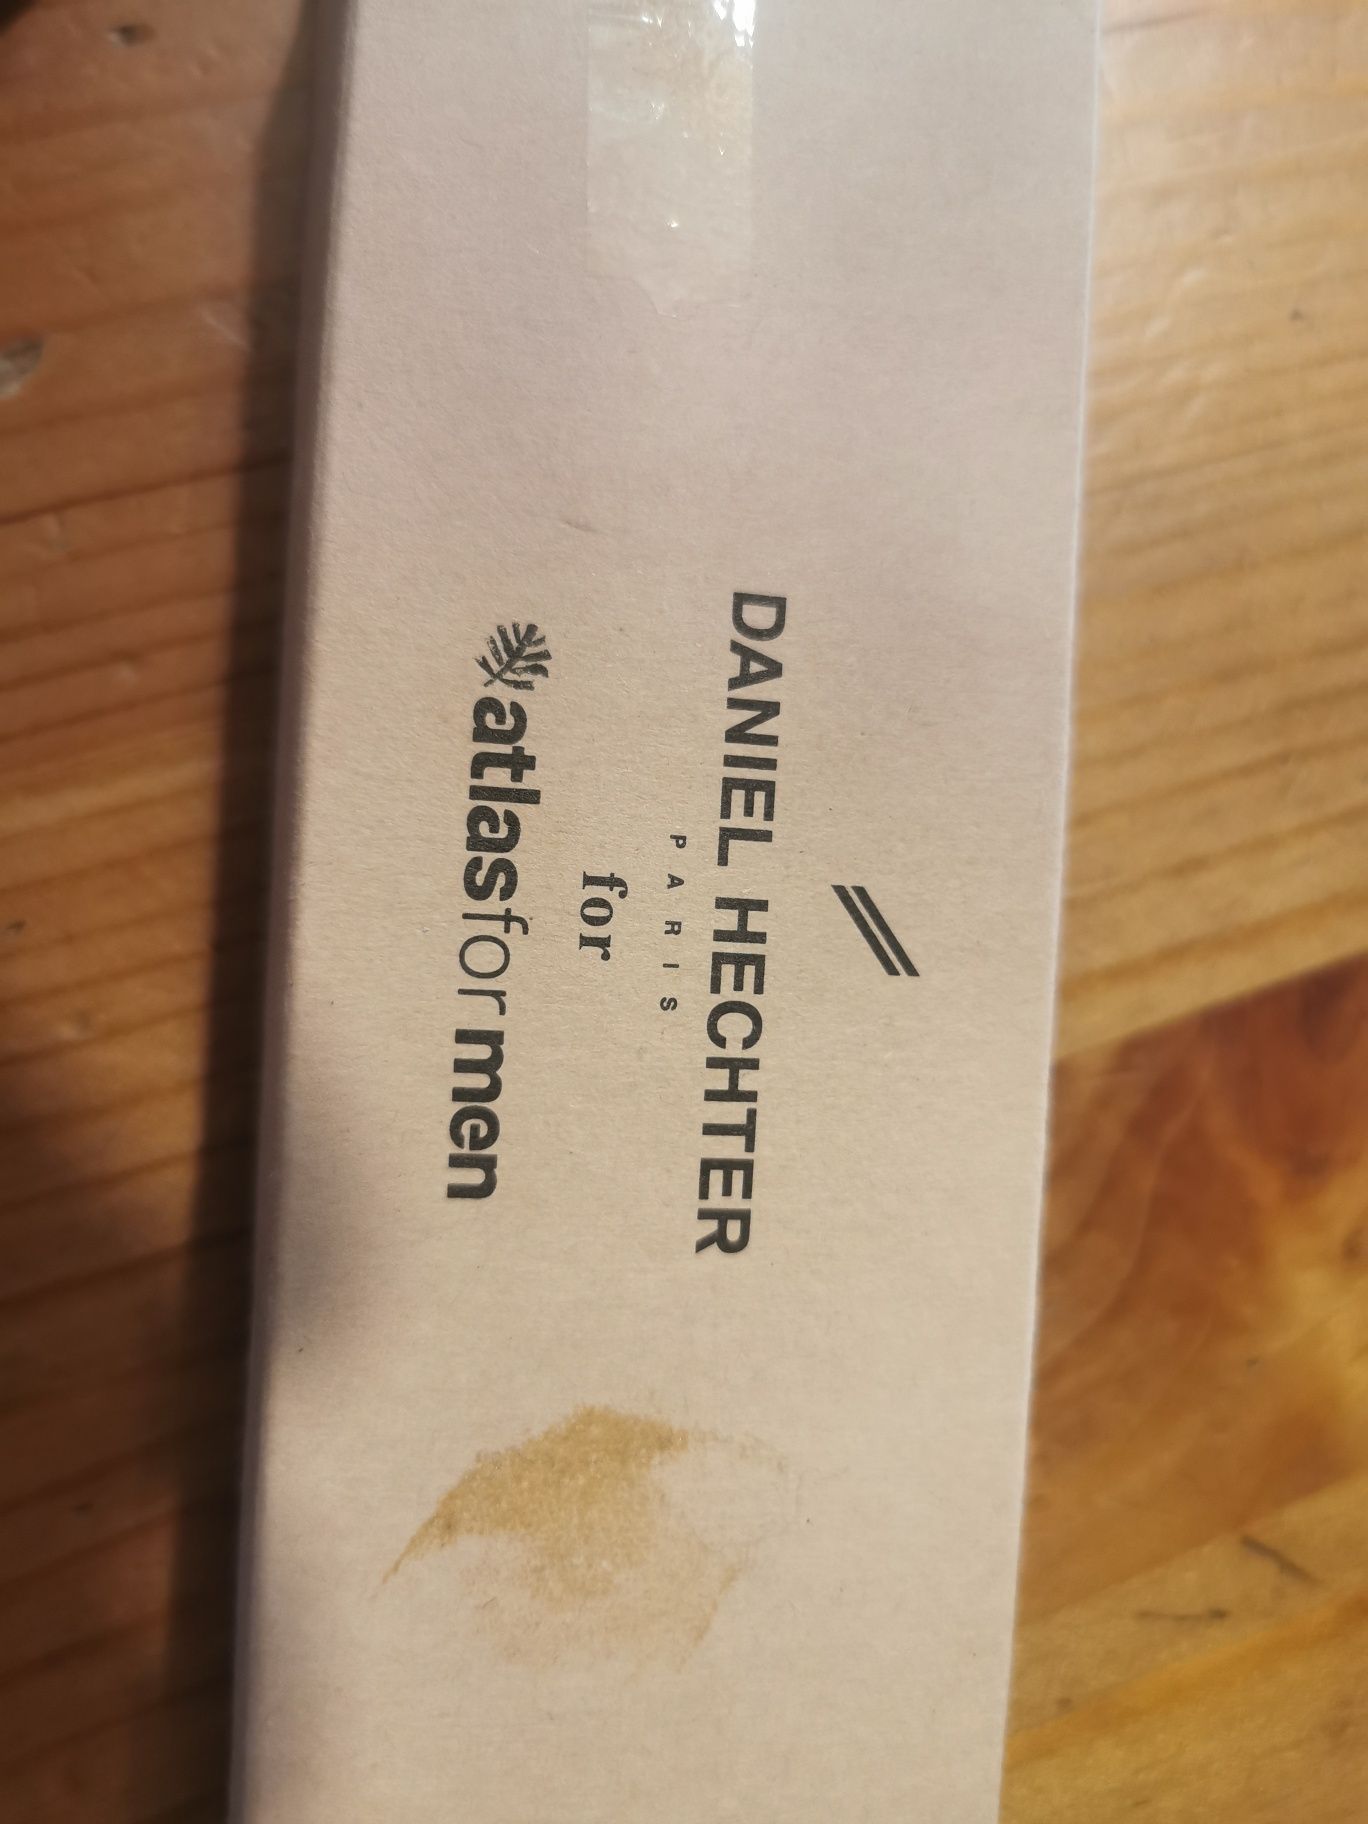 DANIEL HECHTER
PARIS
for
atlasformen